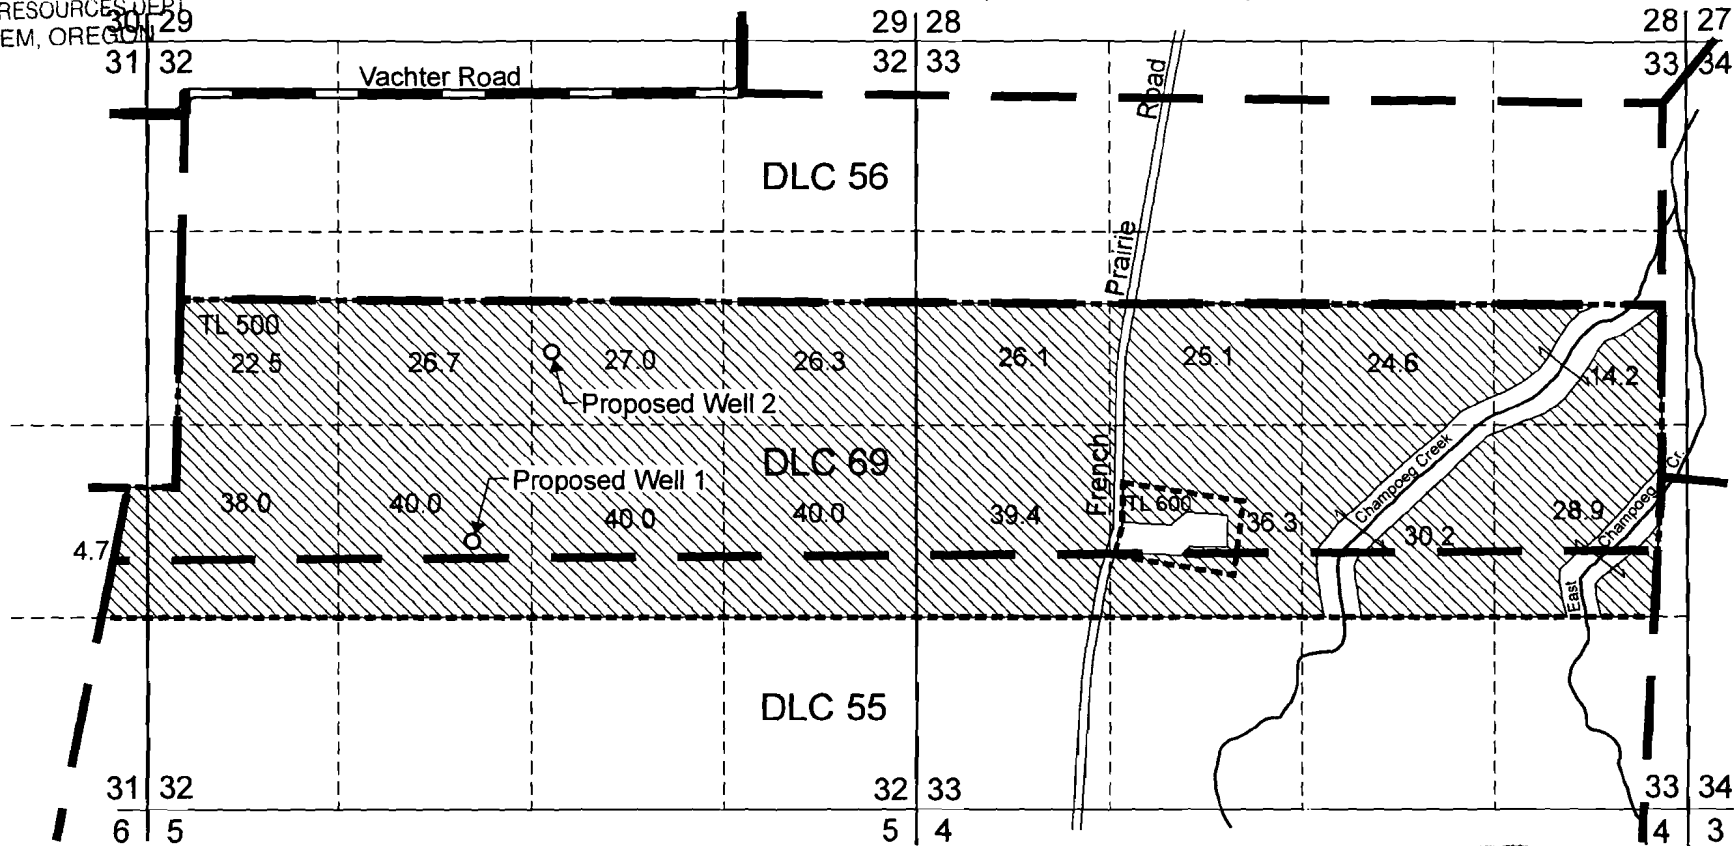 RESOURCES DEPT
EM, OREGON
30 29
31 32
29 28
32 33
28 27
33 34
Vachter Road
French Prairie Road
DLC 56
TL 500
22.5 26.7 27.0 26.3 26.1 25.1 24.6 14.2
Proposed Well 2
DLC 69
Proposed Well 1
38.0 40.0 40.0 40.0 39.4 36.3 30.2 28.9
TL 600
4.7
Champoeg Creek
East Champoeg Cr.
DLC 55
31 32
6 5
32 33
5 4
33 34
4 3